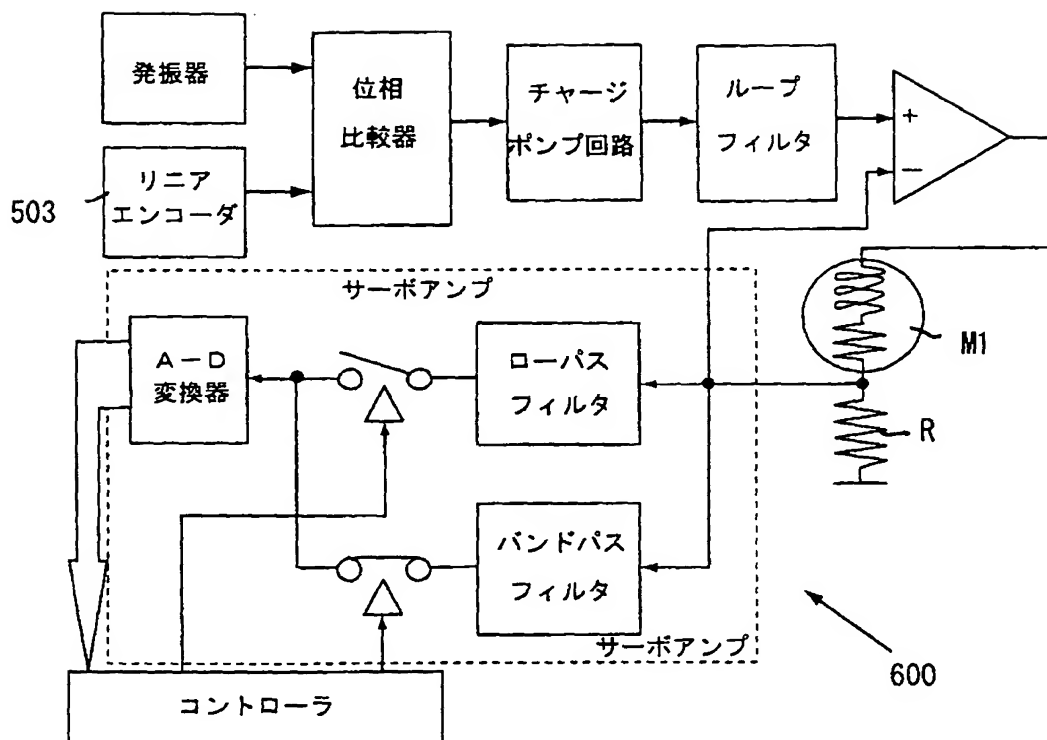 発振器
位相
比較器
チャージ
ポンプ回路
ループ
フィルタ
+
−
503
リニア
エンコーダ
サーボアンプ
A－D
変換器
ローパス
フィルタ
M1
R
バンドパス
フィルタ
サーボアンプ
600
コントローラ